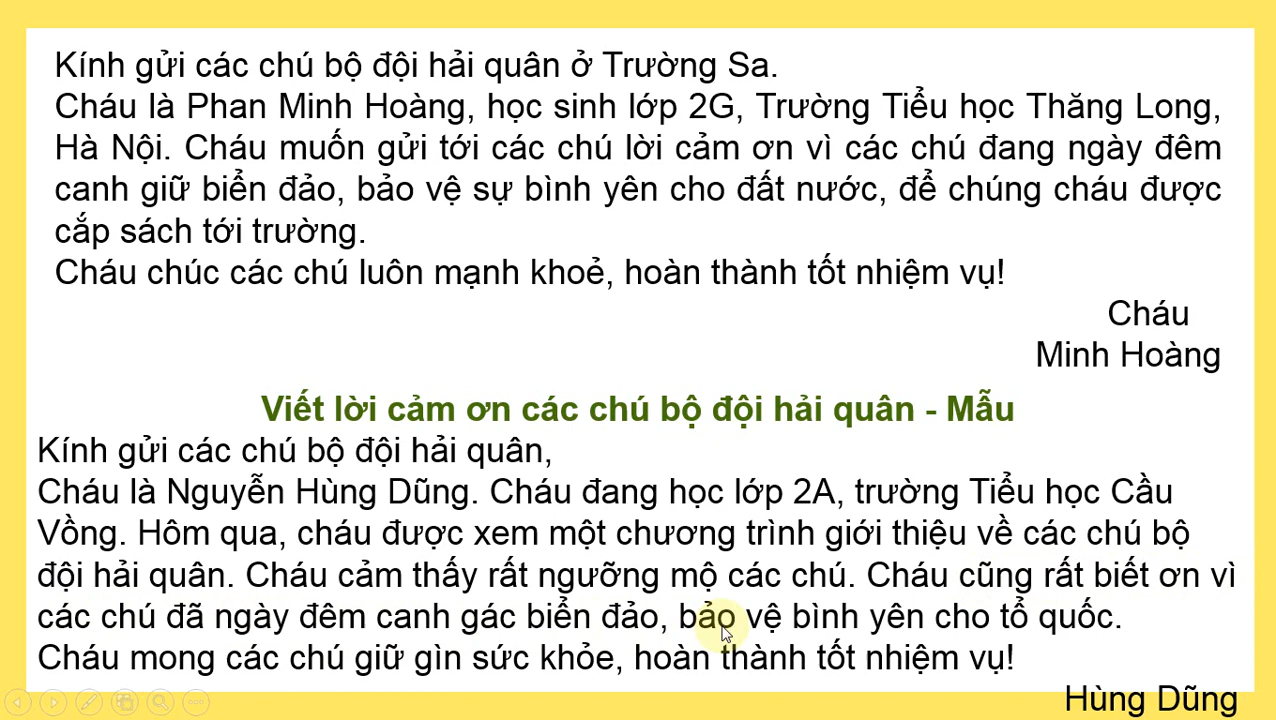 Kính gửi các chú bộ đội hải quân ở Trường Sa.
Cháu là Phan Minh Hoàng, học sinh lớp 2G, Trường Tiểu học Thăng Long,
Hà Nội. Cháu muốn gửi tới các chú lời cảm ơn vì các chú đang ngày đêm
canh giữ biển đảo, bảo vệ sự bình yên cho đất nước, để chúng cháu được
cắp sách tới trường.
Cháu chúc các chú luôn mạnh khoẻ, hoàn thành tốt nhiệm vụ!
Cháu
Minh Hoàng
Viết lời cảm ơn các chú bộ đội hải quân - Mẫu
Kính gửi các chú bộ đội hải quân,
Cháu là Nguyễn Hùng Dũng. Cháu đang học lớp 2A, trường Tiểu học Cầu
Vồng. Hôm qua, cháu được xem một chương trình giới thiệu về các chú bộ
đội hải quân. Cháu cảm thấy rất ngưỡng mộ các chú. Cháu cũng rất biết ơn vì
các chú đã ngày đêm canh gác biển đảo, bảo vệ bình yên cho tổ quốc.
Cháu mong các chú giữ gìn sức khỏe, hoàn thành tốt nhiệm vụ!
Hùng Dũng